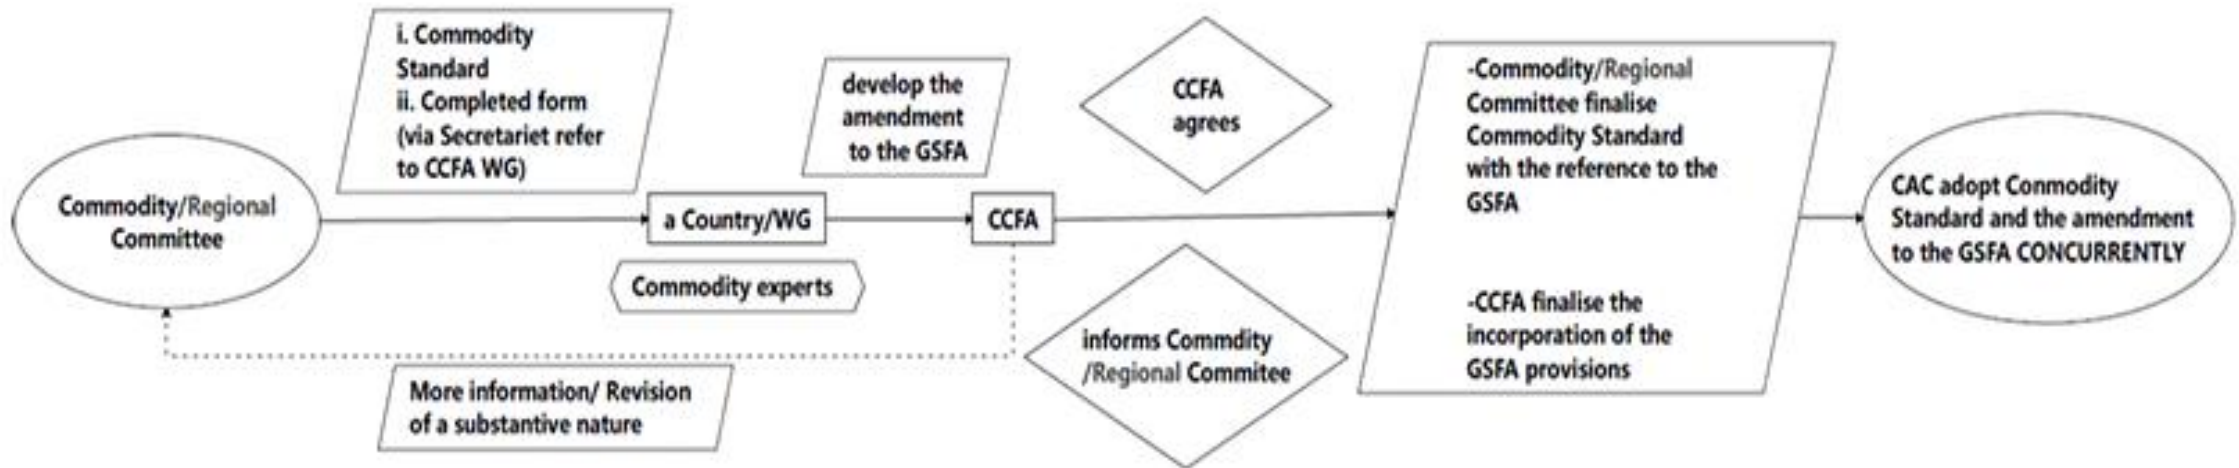 Commodity/Regional
Committee
i. Commodity
Standard
ii. Completed form
(via Secretariet refer
to CCFA WG)
a Country/WG
Commodity experts
develop the
amendment
to the GSFA
CCFA
CCFA
agrees
informs Commdity
/Regional Commitee
More information/ Revision
of a substantive nature
-Commodity/Regional
Committee finalise
Commodity Standard
with the reference to the
GSFA
-CCFA finalise the
incorporation of the
GSFA provisions
CAC adopt Conmodity
Standard and the amendment
to the GSFA CONCURRENTLY